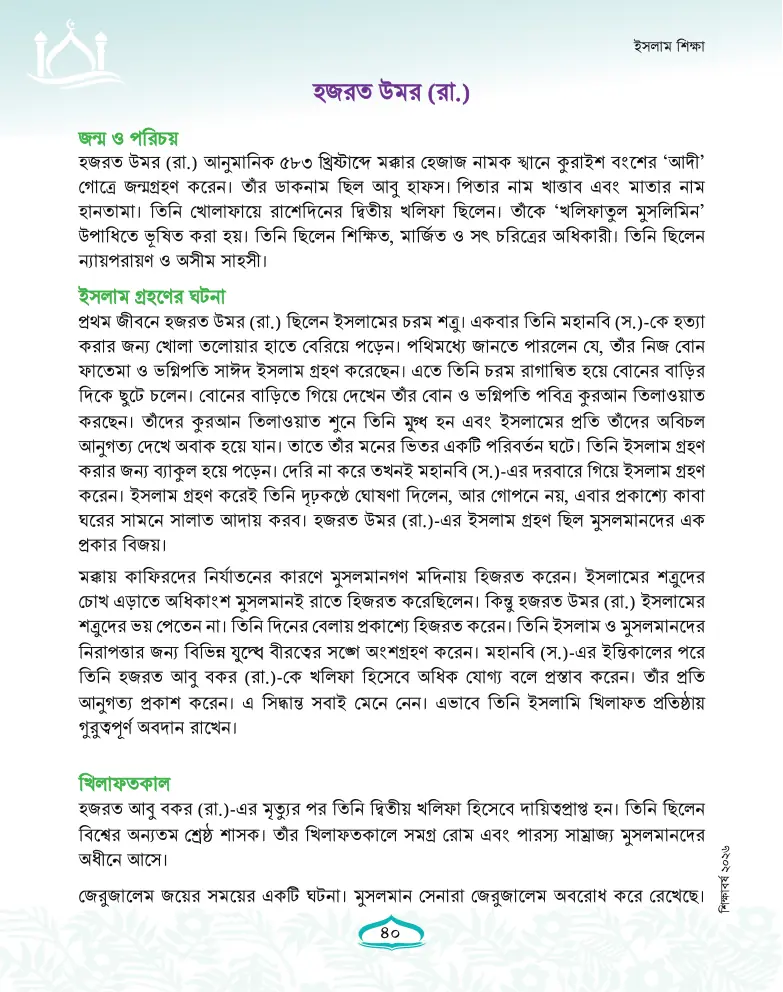 ইসলাম শিক্ষা
হজরত উমর (রা.)
জন্ম ও পরিচয়
হজরত উমর (রা.) আনুমানিক ৫৮৩ খ্রিষ্টাব্দে মক্কার হেজাজ নামক স্থানে কুরাইশ বংশের ‘আদী’
গোত্রে জন্মগ্রহণ করেন। তাঁর ডাকনাম ছিল আবু হাফস। পিতার নাম খাত্তাব এবং মাতার নাম
হানতামা। তিনি খোলাফায়ে রাশেদিনের দ্বিতীয় খলিফা ছিলেন। তাঁকে ‘খলিফাতুল মুসলিমিন’
উপাধিতে ভূষিত করা হয়। তিনি ছিলেন শিক্ষিত, মার্জিত ও সৎ চরিত্রের অধিকারী। তিনি ছিলেন
ন্যায়পরায়ণ ও অসীম সাহসী।
ইসলাম গ্রহণের ঘটনা
প্রথম জীবনে হজরত উমর (রা.) ছিলেন ইসলামের চরম শত্রু। একবার তিনি মহানবি (স.)-কে হত্যা
করার জন্য খোলা তলোয়ার হাতে বেরিয়ে পড়েন। পথিমধ্যে জানতে পারলেন যে, তাঁর নিজ বোন
ফাতেমা ও ভগ্নিপতি সাঈদ ইসলাম গ্রহণ করেছেন। এতে তিনি চরম রাগান্বিত হয়ে বোনের বাড়ির
দিকে ছুটে চলেন। বোনের বাড়িতে গিয়ে দেখেন তাঁর বোন ও ভগ্নিপতি পবিত্র কুরআন তিলাওয়াত
করছেন। তাঁদের কুরআন তিলাওয়াত শুনে তিনি মুগ্ধ হন এবং ইসলামের প্রতি তাঁদের অবিচল
আনুগত্য দেখে অবাক হয়ে যান। তাতে তাঁর মনের ভিতর একটি পরিবর্তন ঘটে। তিনি ইসলাম গ্রহণ
করার জন্য ব্যাকুল হয়ে পড়েন। দেরি না করে তখনই মহানবি (স.)-এর দরবারে গিয়ে ইসলাম গ্রহণ
করেন। ইসলাম গ্রহণ করেই তিনি দৃঢ়কণ্ঠে ঘোষণা দিলেন, আর গোপনে নয়, এবার প্রকাশ্যে কাবা
ঘরের সামনে সালাত আদায় করব। হজরত উমর (রা.)-এর ইসলাম গ্রহণ ছিল মুসলমানদের এক
প্রকার বিজয়।
মক্কায় কাফিরদের নির্যাতনের কারণে মুসলমানগণ মদিনায় হিজরত করেন। ইসলামের শত্রুদের
চোখ এড়াতে অধিকাংশ মুসলমানই রাতে হিজরত করেছিলেন। কিন্তু হজরত উমর (রা.) ইসলামের
শত্রুদের ভয় পেতেন না। তিনি দিনের বেলায় প্রকাশ্যে হিজরত করেন। তিনি ইসলাম ও মুসলমানদের
নিরাপত্তার জন্য বিভিন্ন যুদ্ধে বীরত্বের সঙ্গে অংশগ্রহণ করেন। মহানবি (স.)-এর ইন্তিকালের পরে
তিনি হজরত আবু বকর (রা.)-কে খলিফা হিসেবে অধিক যোগ্য বলে প্রস্তাব করেন। তাঁর প্রতি
আনুগত্য প্রকাশ করেন। এ সিদ্ধান্ত সবাই মেনে নেন। এভাবে তিনি ইসলামি খিলাফত প্রতিষ্ঠায়
গুরুত্বপূর্ণ অবদান রাখেন।
খিলাফতকাল
হজরত আবু বকর (রা.)-এর মৃত্যুর পর তিনি দ্বিতীয় খলিফা হিসেবে দায়িত্বপ্রাপ্ত হন। তিনি ছিলেন
বিশ্বের অন্যতম শ্রেষ্ঠ শাসক। তাঁর খিলাফতকালে সমগ্র রোম এবং পারস্য সাম্রাজ্য মুসলমানদের
অধীনে আসে।
জেরুজালেম জয়ের সময়ের একটি ঘটনা। মুসলমান সেনারা জেরুজালেম অবরোধ করে রেখেছে।
শিক্ষাবর্ষ ২০২৬
৪০